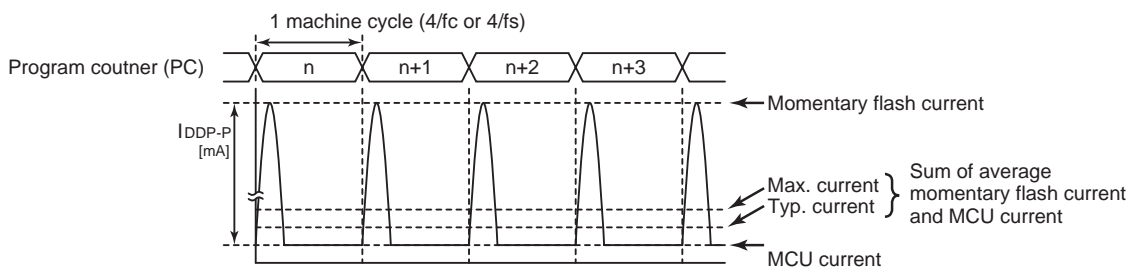 1 machine cycle (4/fc or 4/fs)
Program coutner (PC)
n
n+1
n+2
n+3
Momentary flash current
IDDP-P
[mA]
Max. current
Typ. current
Sum of average
momentary flash current
and MCU current
MCU current